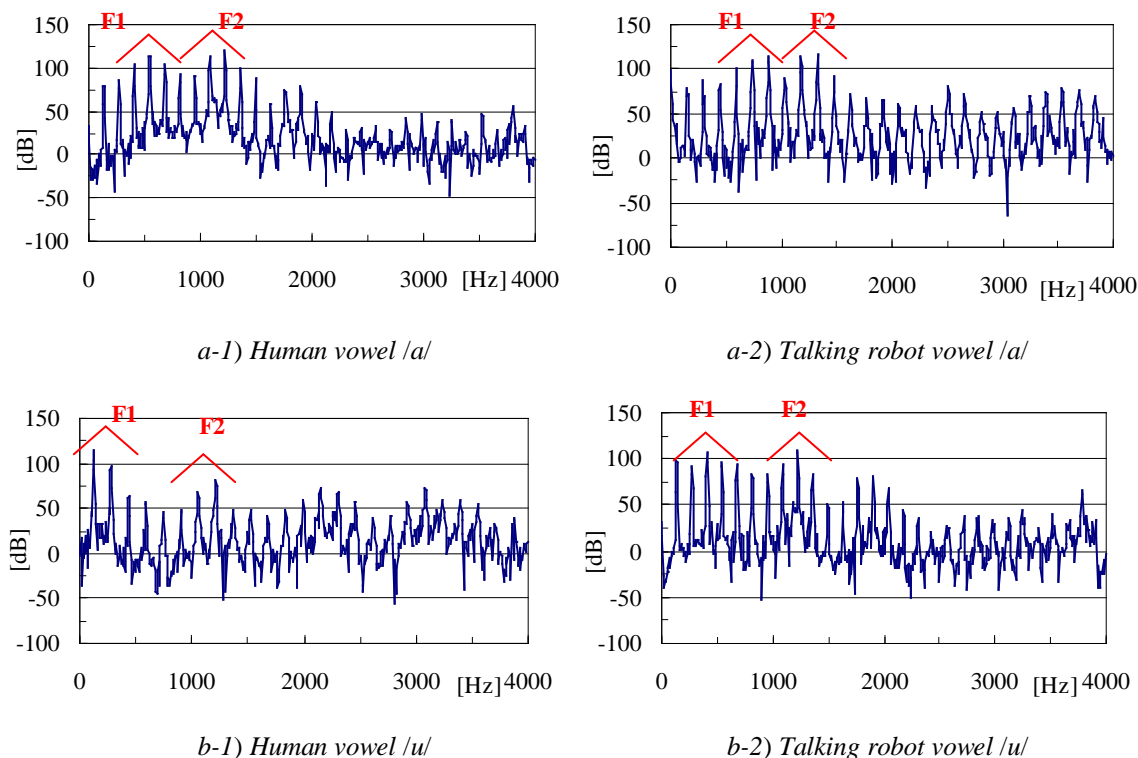 F1 F2
150
100
50
0
-50
-100
[dB]
0 1000 2000 3000 [Hz] 4000
a-1) Human vowel /a/
F1 F2
150
100
50
0
-50
-100
[dB]
0 1000 2000 3000 [Hz] 4000
a-2) Talking robot vowel /a/
F1 F2
150
100
50
0
-50
-100
[dB]
0 1000 2000 3000 [Hz] 4000
b-1) Human vowel /u/
F1 F2
150
100
50
0
-50
-100
[dB]
0 1000 2000 3000 [Hz] 4000
b-2) Talking robot vowel /u/